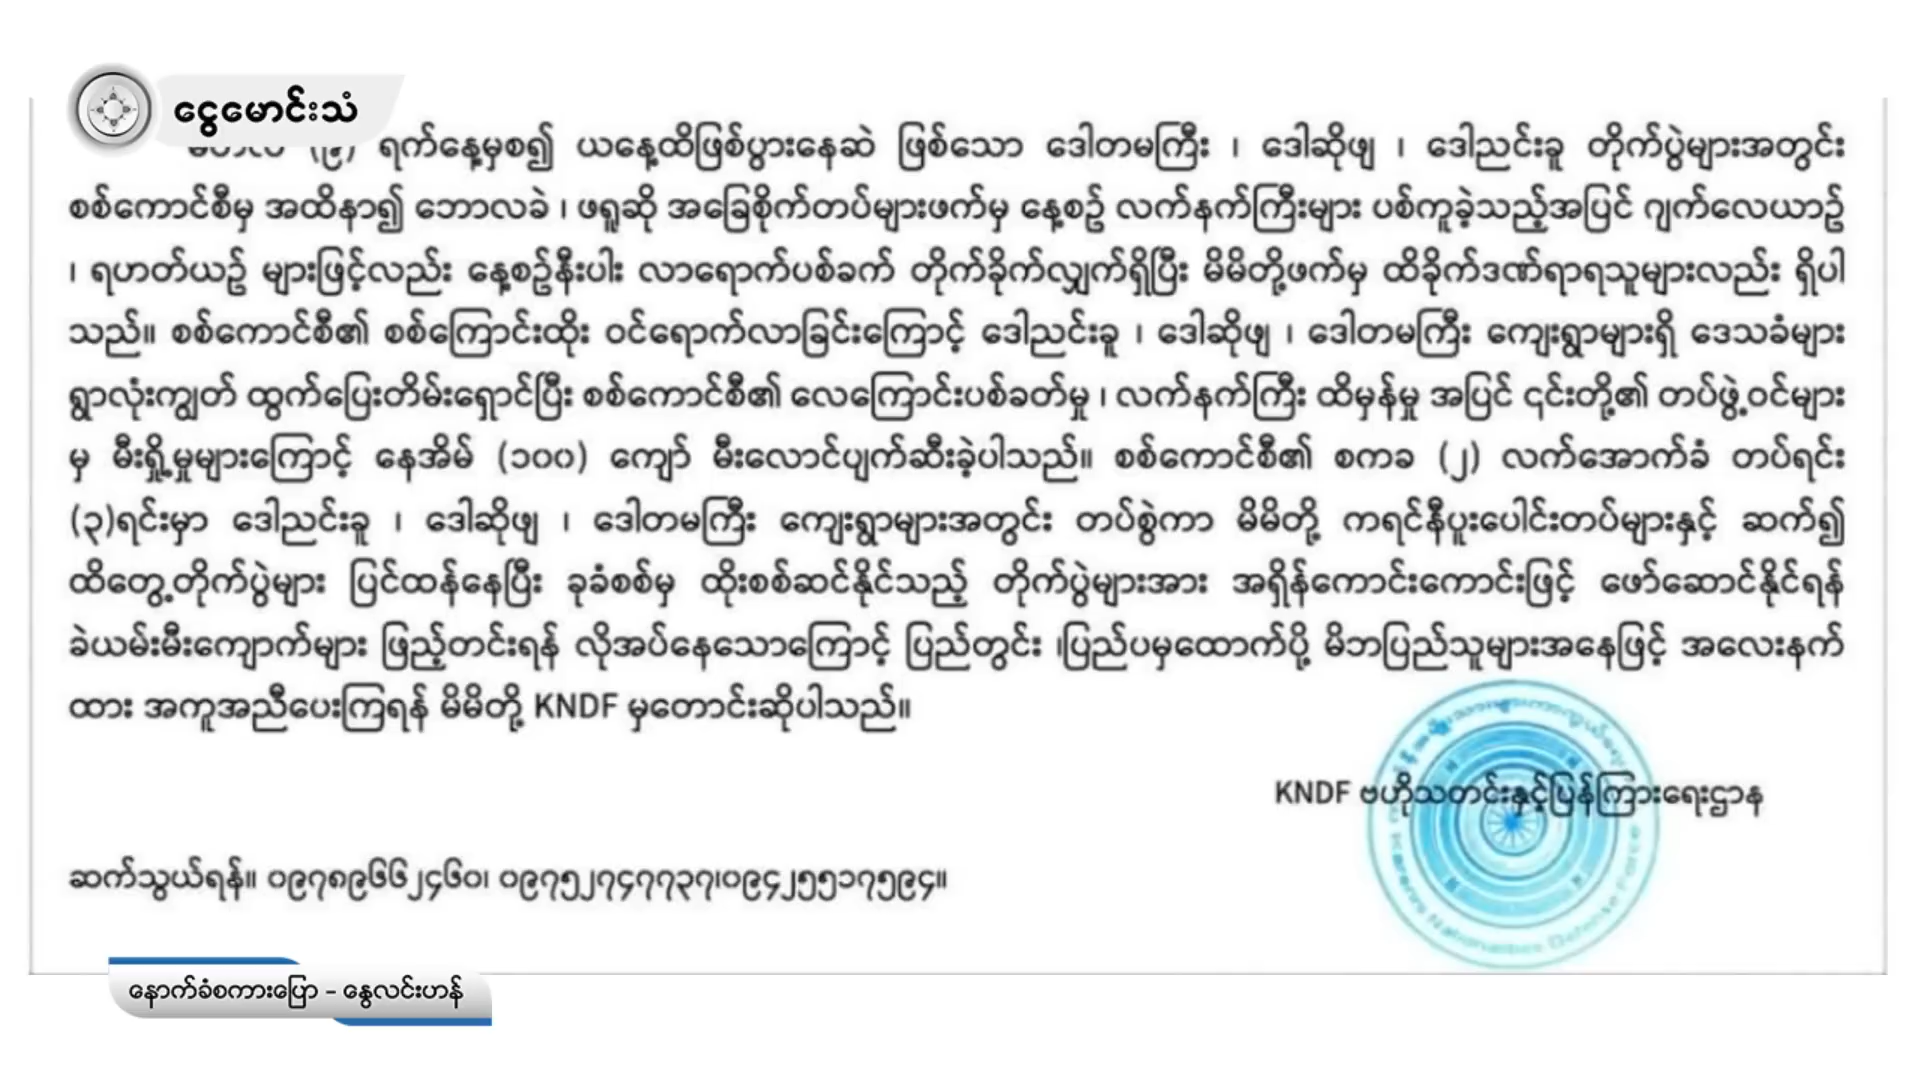 ငွေမောင်းသံ
(၉) ရက်နေ့မှစ၍ ယနေ့ထိဖြစ်ပွားနေဆဲ ဖြစ်သော ဒေါတမကြီး ၊ ဒေါဆိုဖျ ၊ ဒေါညင်းခူ တိုက်ပွဲများအတွင်း
စစ်ကောင်စီမှ အထိနာ၍ ဘောလခဲ ၊ ဖရူဆို အခြေစိုက်တပ်များဖက်မှ နေ့စဥ် လက်နက်ကြီးများ ပစ်ကူခဲ့သည့်အပြင် ဂျက်လေယာဥ်
၊ ရဟတ်ယဥ် များဖြင့်လည်း နေ့စဥ်နီးပါး လာရောက်ပစ်ခက် တိုက်ခိုက်လျှက်ရှိပြီး မိမိတို့ဖက်မှ ထိခိုက်ဒဏ်ရာရသူများလည်း ရှိပါ
သည်။ စစ်ကောင်စီ၏ စစ်ကြောင်းထိုး ဝင်ရောက်လာခြင်းကြောင့် ဒေါညင်းခူ ၊ ဒေါဆိုဖျ ၊ ဒေါတမကြီး ကျေးရွာများရှိ ဒေသခံများ
ရွာလုံးကျွတ် ထွက်ပြေးတိမ်းရှောင်ပြီး စစ်ကောင်စီ၏ လေကြောင်းပစ်ခတ်မှု ၊ လက်နက်ကြီး ထိမှန်မှု အပြင် ၎င်းတို့၏ တပ်ဖွဲ့ဝင်များ
မှ မီးရှို့မှုများကြောင့် နေအိမ် (၁၀၀) ကျော် မီးလောင်ပျက်ဆီးခဲ့ပါသည်။ စစ်ကောင်စီ၏ စကခ (၂) လက်အောက်ခံ တပ်ရင်း
(၃)ရင်းမှာ ဒေါညင်းခူ ၊ ဒေါဆိုဖျ ၊ ဒေါတမကြီး ကျေးရွာများအတွင်း တပ်စွဲကာ မိမိတို့ ကရင်နီပူးပေါင်းတပ်များနှင့် ဆက်၍
ထိတွေ့တိုက်ပွဲများ ပြင်ထန်နေပြီး ခုခံစစ်မှ ထိုးစစ်ဆင်နိုင်သည့် တိုက်ပွဲများအား အရှိန်ကောင်းကောင်းဖြင့် ဖော်ဆောင်နိုင်ရန်
ခဲယမ်းမီးကျောက်များ ဖြည့်တင်းရန် လိုအပ်နေသောကြောင့် ပြည်တွင်း ၊ပြည်ပမှထောက်ပို့ မိဘပြည်သူများအနေဖြင့် အလေးနက်
ထား အကူအညီပေးကြရန် မိမိတို့ KNDF မှတောင်းဆိုပါသည်။
KNDF ဗဟိုသတင်းနှင့်ပြန်ကြားရေးဌာန
ဆက်သွယ်ရန်။ ၀၉၇၈၉၆၆၂၄၆၀၊ ၀၉၇၅၂၇၄၇၇၃၇၊၀၉၄၂၅၅၁၇၅၉၄။
နောက်ခံစကားပြော – နွေလင်းဟန်